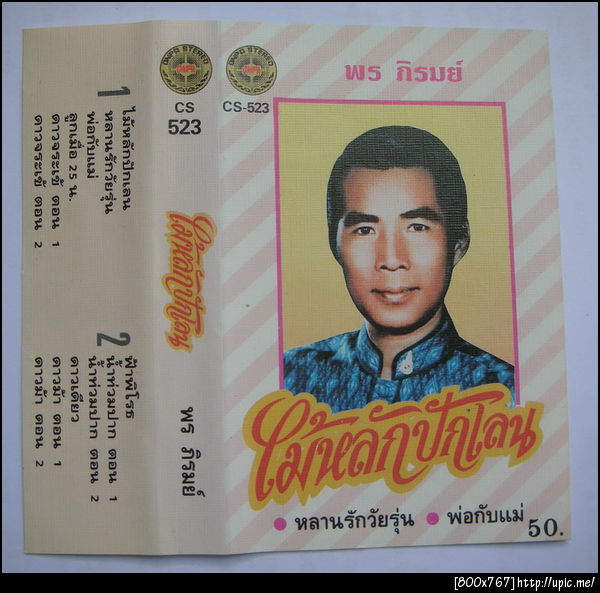 1
ไม้หลักปักเลน
หลานรักวัยรุ่น
พ่อกับแม่
ลูกเมื่อ 25 น.
ดาวจระเข้ ตอน 1
ดาวจระเข้ ตอน 2
2
ฟ้าพิโรธ
น้ำท่วมปาก ตอน 1
น้ำท่วมปาก ตอน 2
ดาวเดียว
ดาวม้า ตอน 1
ดาวม้า ตอน 2
STEREO
CS
523
ไม้หลักปักเลน
พร ภิรมย์
STEREO
CS-523
พร ภิรมย์
ไม้หลักปักเลน
• หลานรักวัยรุ่น • พ่อกับแม่
50.
[800x767]http://upic.me/